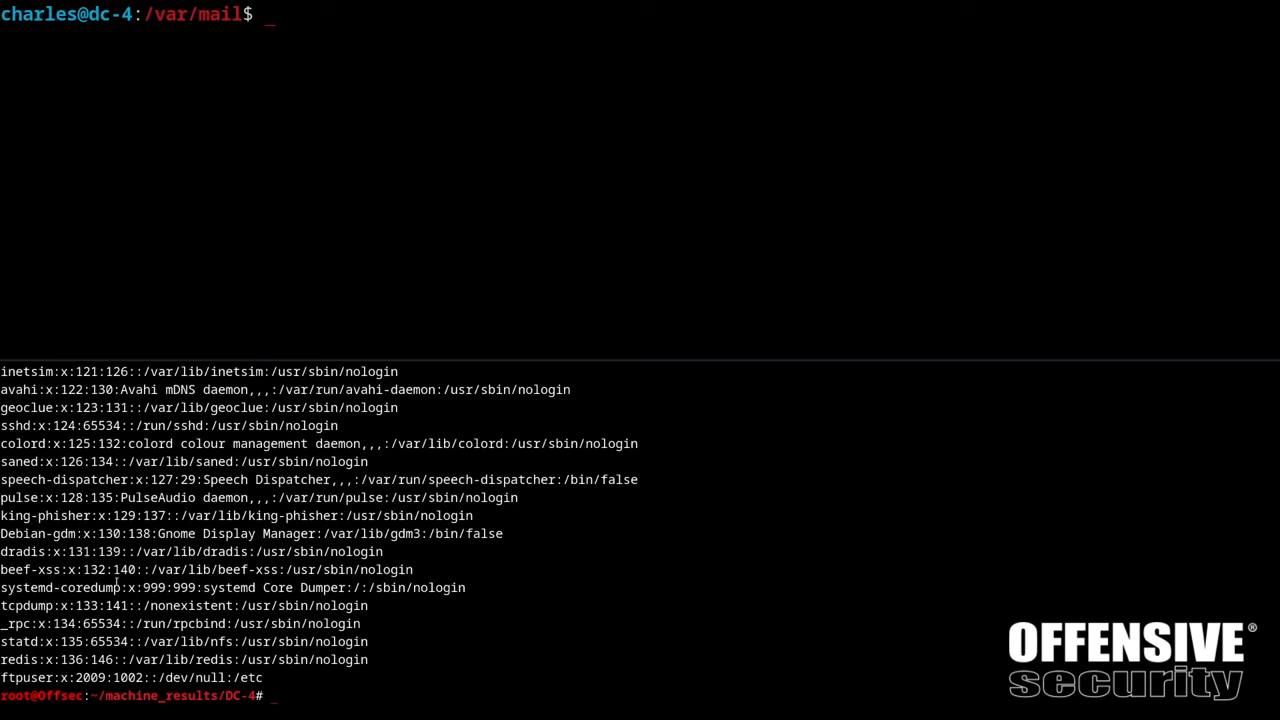 charles@dc-4:/var/mail$ _
inetsim:x:121:126::/var/lib/inetsim:/usr/sbin/nologin
avahi:x:122:130:Avahi mDNS daemon,,,:/var/run/avahi-daemon:/usr/sbin/nologin
geoclue:x:123:131::/var/lib/geoclue:/usr/sbin/nologin
sshd:x:124:65534::/run/sshd:/usr/sbin/nologin
colord:x:125:132:colord colour management daemon,,,:/var/lib/colord:/usr/sbin/nologin
saned:x:126:134::/var/lib/saned:/usr/sbin/nologin
speech-dispatcher:x:127:29:Speech Dispatcher,,,:/var/run/speech-dispatcher:/bin/false
pulse:x:128:135:PulseAudio daemon,,,:/var/run/pulse:/usr/sbin/nologin
king-phisher:x:129:137::/var/lib/king-phisher:/usr/sbin/nologin
Debian-gdm:x:130:138:Gnome Display Manager:/var/lib/gdm3:/bin/false
dradis:x:131:139::/var/lib/dradis:/usr/sbin/nologin
beef-xss:x:132:140::/var/lib/beef-xss:/usr/sbin/nologin
systemd-coredump:x:999:999:systemd Core Dumper:/:/sbin/nologin
tcpdump:x:133:141::/nonexistent:/usr/sbin/nologin
_rpc:x:134:65534::/run/rpcbind:/usr/sbin/nologin
statd:x:135:65534::/var/lib/nfs:/usr/sbin/nologin
redis:x:136:146::/var/lib/redis:/usr/sbin/nologin
ftpuser:x:2009:1002::/dev/null:/etc
root@Offsec:~/machine_results/DC-4# _
OFFENSIVE®
security